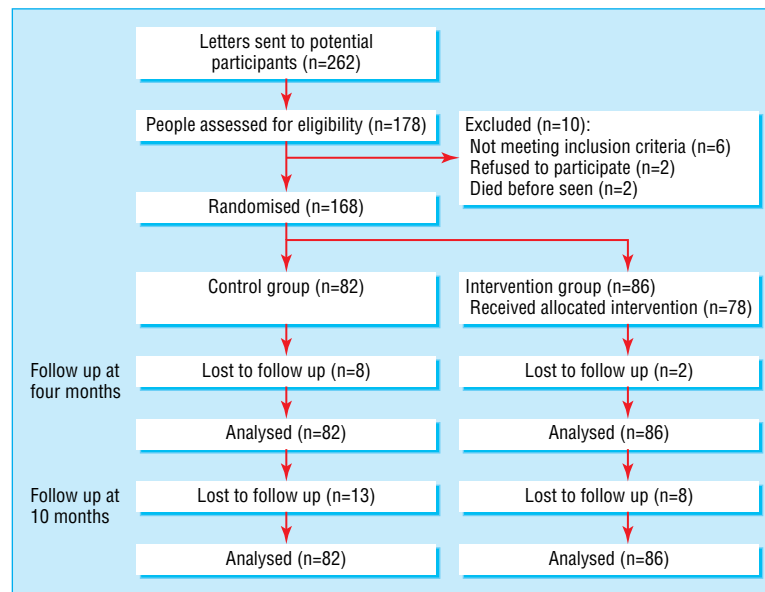 Letters sent to potential
participants (n=262)
People assessed for eligibility (n=178)
Excluded (n=10):
Not meeting inclusion criteria (n=6)
Refused to participate (n=2)
Died before seen (n=2)
Randomised (n=168)
Control group (n=82)
Intervention group (n=86)
Received allocated intervention (n=78)
Follow up at
four months
Lost to follow up (n=8)
Lost to follow up (n=2)
Analysed (n=82)
Analysed (n=86)
Follow up at
10 months
Lost to follow up (n=13)
Lost to follow up (n=8)
Analysed (n=82)
Analysed (n=86)